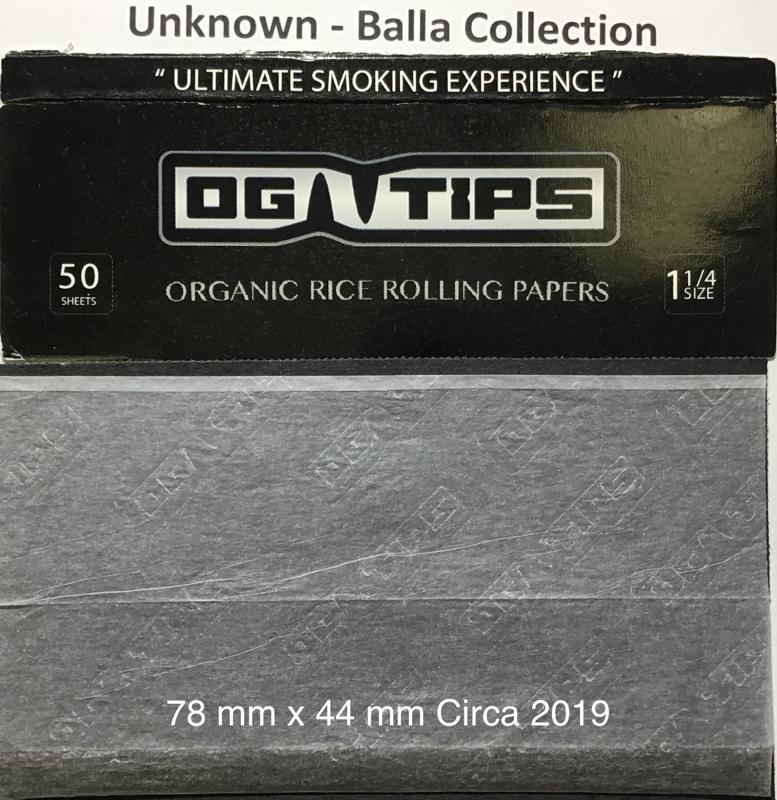 Unknown - Balla Collection
“ ULTIMATE SMOKING EXPERIENCE ”
OG TIPS
50
SHEETS
ORGANIC RICE ROLLING PAPERS
1 1/4
SIZE
78 mm x 44 mm Circa 2019